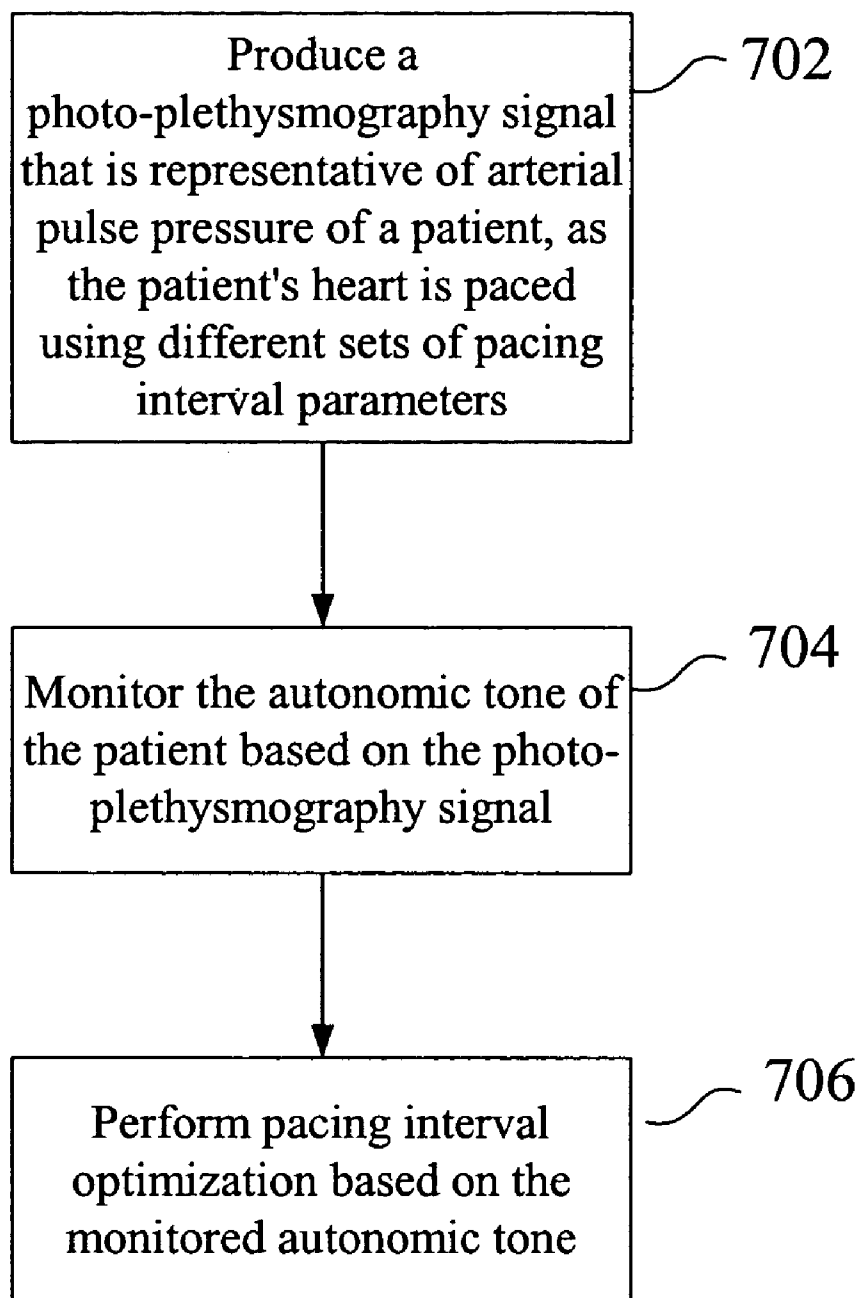 Produce a
photo-plethysmography signal
that is representative of arterial
pulse pressure of a patient, as
the patient's heart is paced
using different sets of pacing
interval parameters
702
Monitor the autonomic tone of
the patient based on the photo-
plethysmography signal
704
Perform pacing interval
optimization based on the
monitored autonomic tone
706